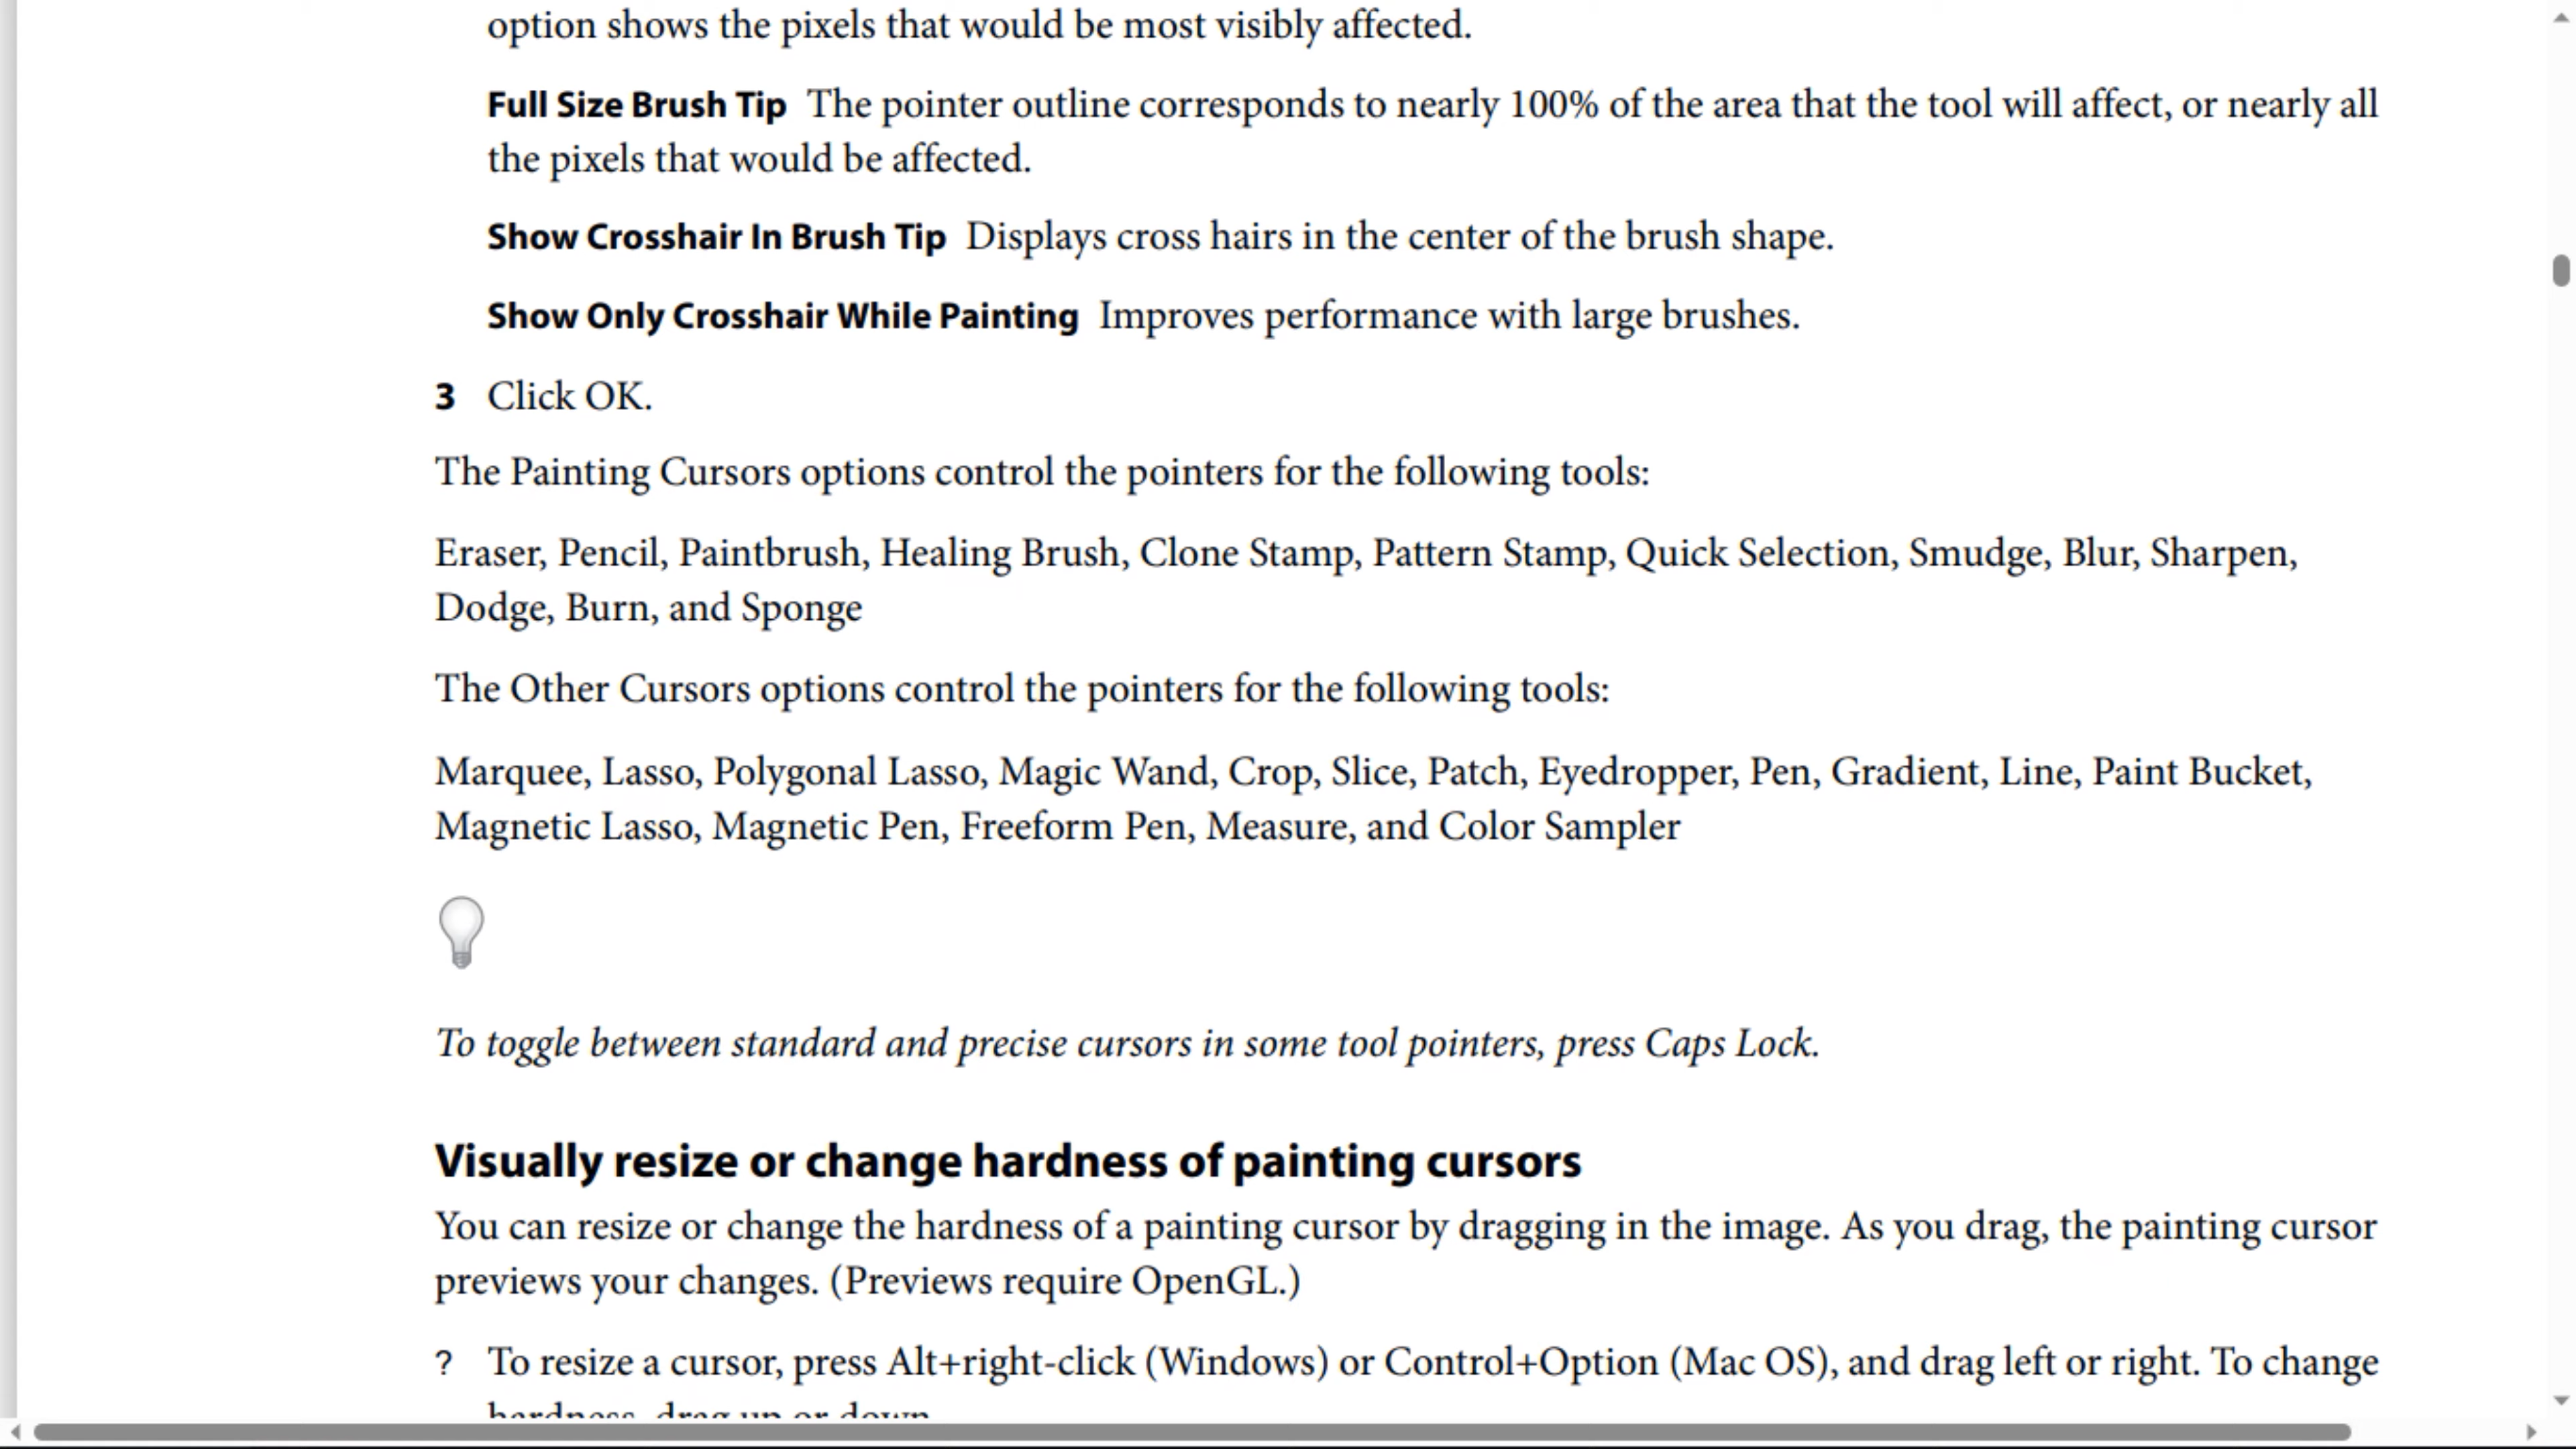 option shows the pixels that would be most visibly affected.
Full Size Brush Tip The pointer outline corresponds to nearly 100% of the area that the tool will affect, or nearly all
the pixels that would be affected.
Show Crosshair In Brush Tip Displays cross hairs in the center of the brush shape.
Show Only Crosshair While Painting Improves performance with large brushes.
3 Click OK.
The Painting Cursors options control the pointers for the following tools:
Eraser, Pencil, Paintbrush, Healing Brush, Clone Stamp, Pattern Stamp, Quick Selection, Smudge, Blur, Sharpen,
Dodge, Burn, and Sponge
The Other Cursors options control the pointers for the following tools:
Marquee, Lasso, Polygonal Lasso, Magic Wand, Crop, Slice, Patch, Eyedropper, Pen, Gradient, Line, Paint Bucket,
Magnetic Lasso, Magnetic Pen, Freeform Pen, Measure, and Color Sampler
To toggle between standard and precise cursors in some tool pointers, press Caps Lock.
Visually resize or change hardness of painting cursors
You can resize or change the hardness of a painting cursor by dragging in the image. As you drag, the painting cursor
previews your changes. (Previews require OpenGL.)
? To resize a cursor, press Alt+right-click (Windows) or Control+Option (Mac OS), and drag left or right. To change
hardness, drag up or down